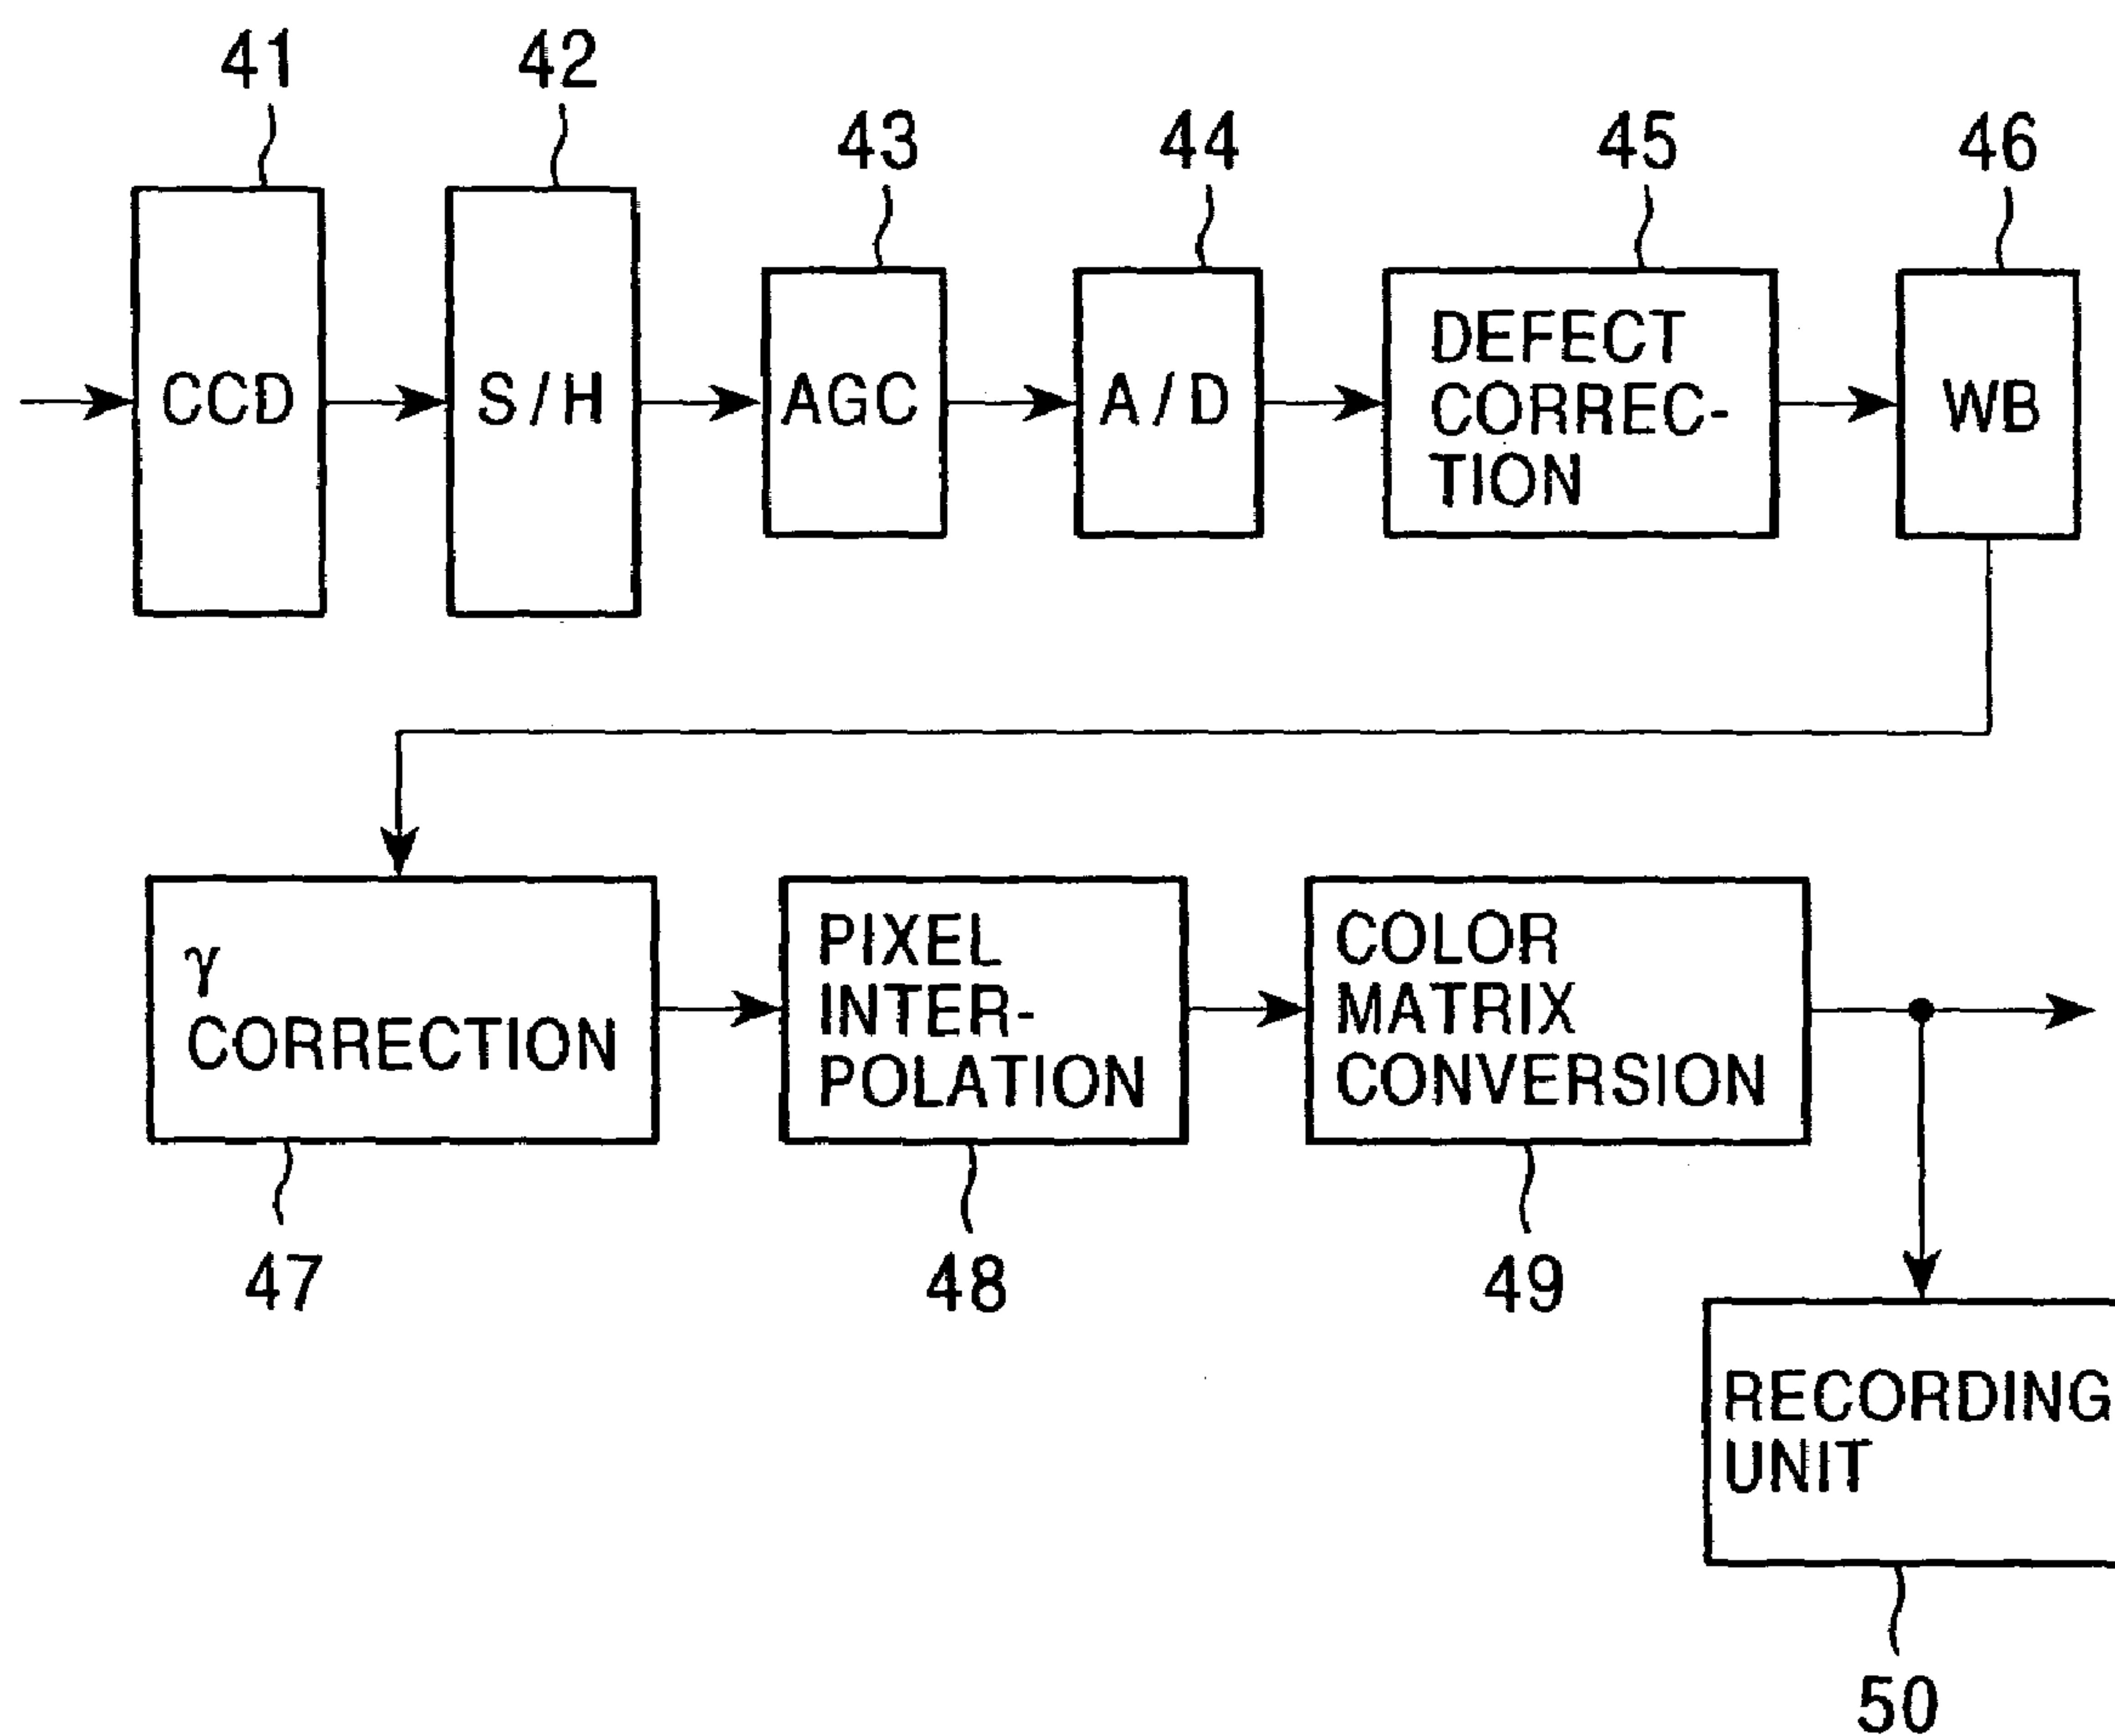 41
42
43
44
45
46
CCD
S/H
AGC
A/D
DEFECT
CORREC-
TION
WB
γ
CORRECTION
PIXEL
INTER-
POLATION
COLOR
MATRIX
CONVERSION
47
48
49
RECORDING
UNIT
50